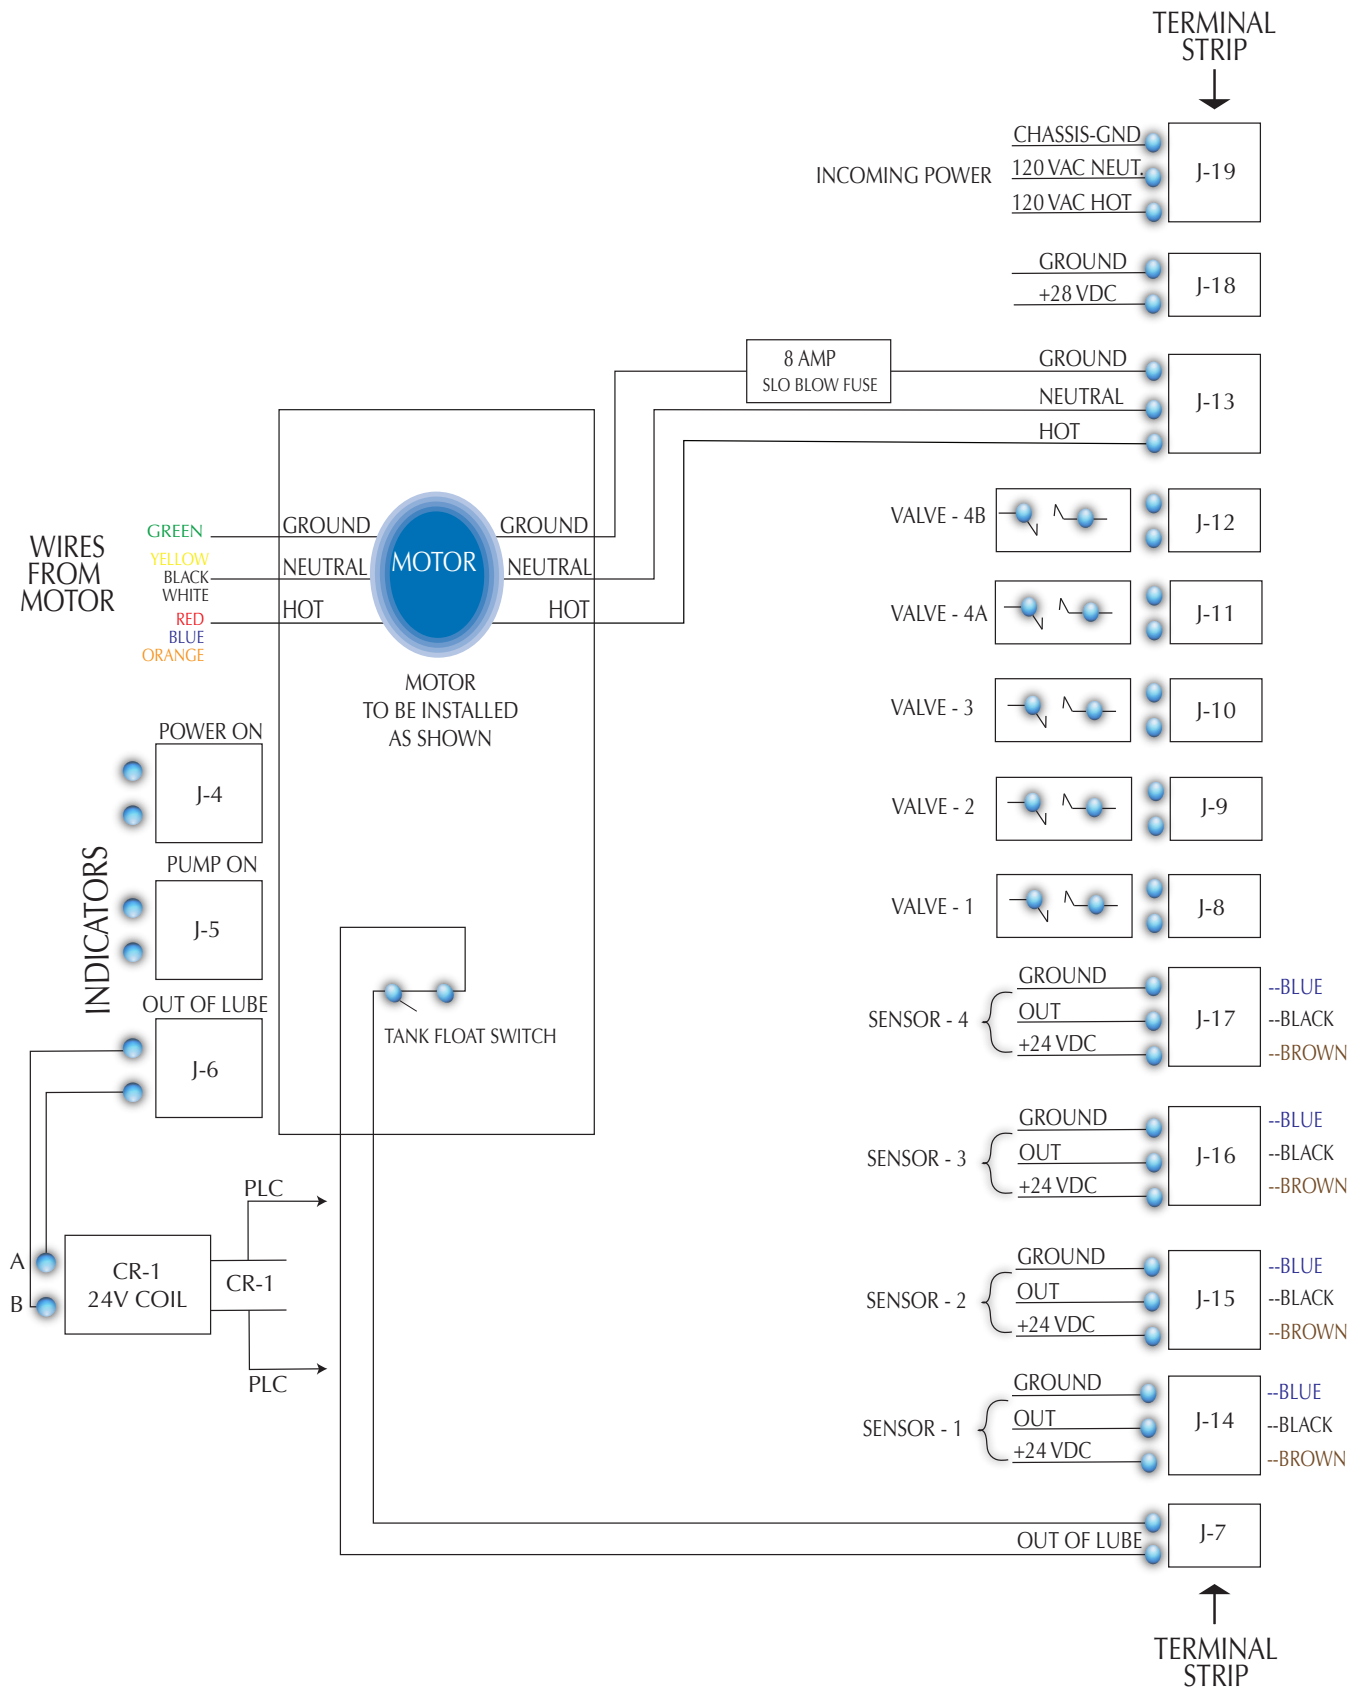 TERMINAL
STRIP
CHASSIS-GND
INCOMING POWER
120 VAC NEUT.
120 VAC HOT
J-19
GROUND
+28 VDC
J-18
8 AMP
SLO BLOW FUSE
GROUND
NEUTRAL
HOT
J-13
WIRES
FROM
MOTOR
GREEN
YELLOW
BLACK
WHITE
RED
BLUE
ORANGE
GROUND
NEUTRAL
HOT
MOTOR
GROUND
NEUTRAL
HOT
MOTOR
TO BE INSTALLED
AS SHOWN
VALVE - 4B
J-12
VALVE - 4A
J-11
VALVE - 3
J-10
VALVE - 2
J-9
VALVE - 1
J-8
INDICATORS
POWER ON
J-4
PUMP ON
J-5
OUT OF LUBE
J-6
TANK FLOAT SWITCH
SENSOR - 4
GROUND
OUT
+24 VDC
J-17
--BLUE
--BLACK
--BROWN
SENSOR - 3
GROUND
OUT
+24 VDC
J-16
--BLUE
--BLACK
--BROWN
PLC
A
B
CR-1
24V COIL
CR-1
PLC
SENSOR - 2
GROUND
OUT
+24 VDC
J-15
--BLUE
--BLACK
--BROWN
SENSOR - 1
GROUND
OUT
+24 VDC
J-14
--BLUE
--BLACK
--BROWN
OUT OF LUBE
J-7
TERMINAL
STRIP